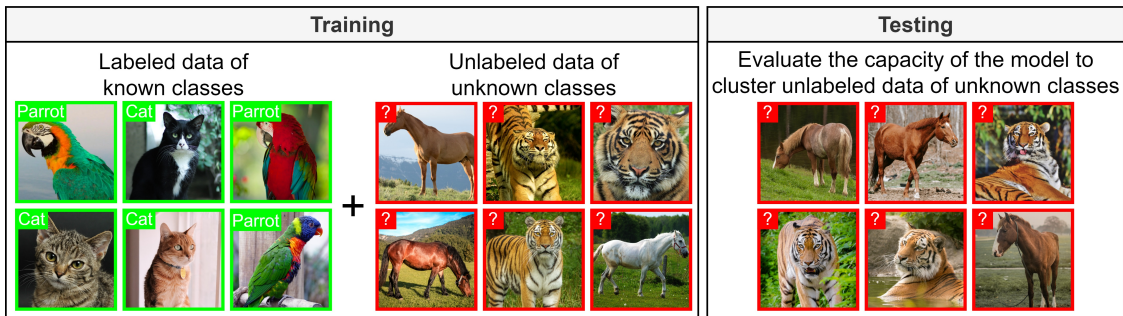 Training
Labeled data of
known classes
Parrot
Cat
Parrot
Cat
Cat
Parrot
+
Unlabeled data of
unknown classes
?
?
?
?
?
?
Testing
Evaluate the capacity of the model to
cluster unlabeled data of unknown classes
?
?
?
?
?
?